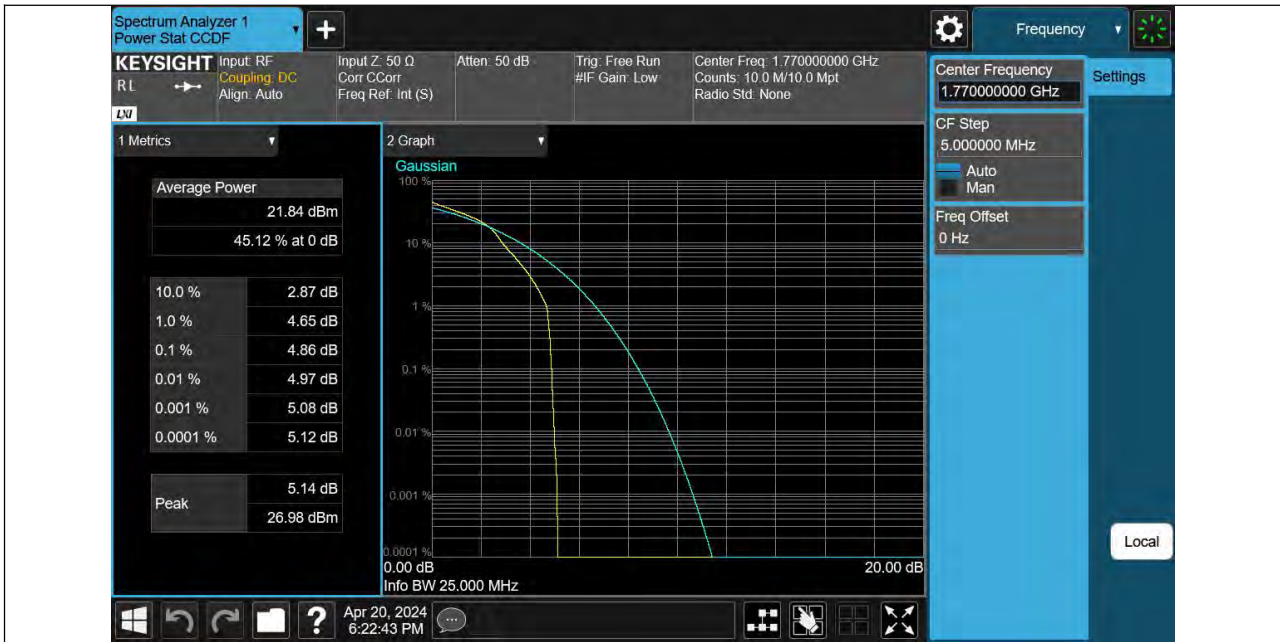 Spectrum Analyzer 1
Power Stat CCDF
Frequency
KEYSIGHT
RL
LXI
Input: RF
Coupling: DC
Align: Auto
Input Z: 50 Ω
Corr CCorr
Freq Ref: Int (S)
Atten: 50 dB
Trig: Free Run
#IF Gain: Low
Center Freq: 1.770000000 GHz
Counts: 10.0 M/10.0 Mpt
Radio Std: None
Center Frequency
1.770000000 GHz
Settings
CF Step
5.000000 MHz
Auto
Man
Freq Offset
0 Hz
1 Metrics
Average Power
21.84 dBm
45.12 % at 0 dB
10.0 % 2.87 dB
1.0 % 4.65 dB
0.1 % 4.86 dB
0.01 % 4.97 dB
0.001 % 5.08 dB
0.0001 % 5.12 dB
Peak
5.14 dB
26.98 dBm
2 Graph
Gaussian
100 %
10 %
1 %
0.1 %
0.01 %
0.001 %
0.0001 %
0.00 dB 20.00 dB
Info BW 25.000 MHz
Local
?
Apr 20, 2024
6:22:43 PM